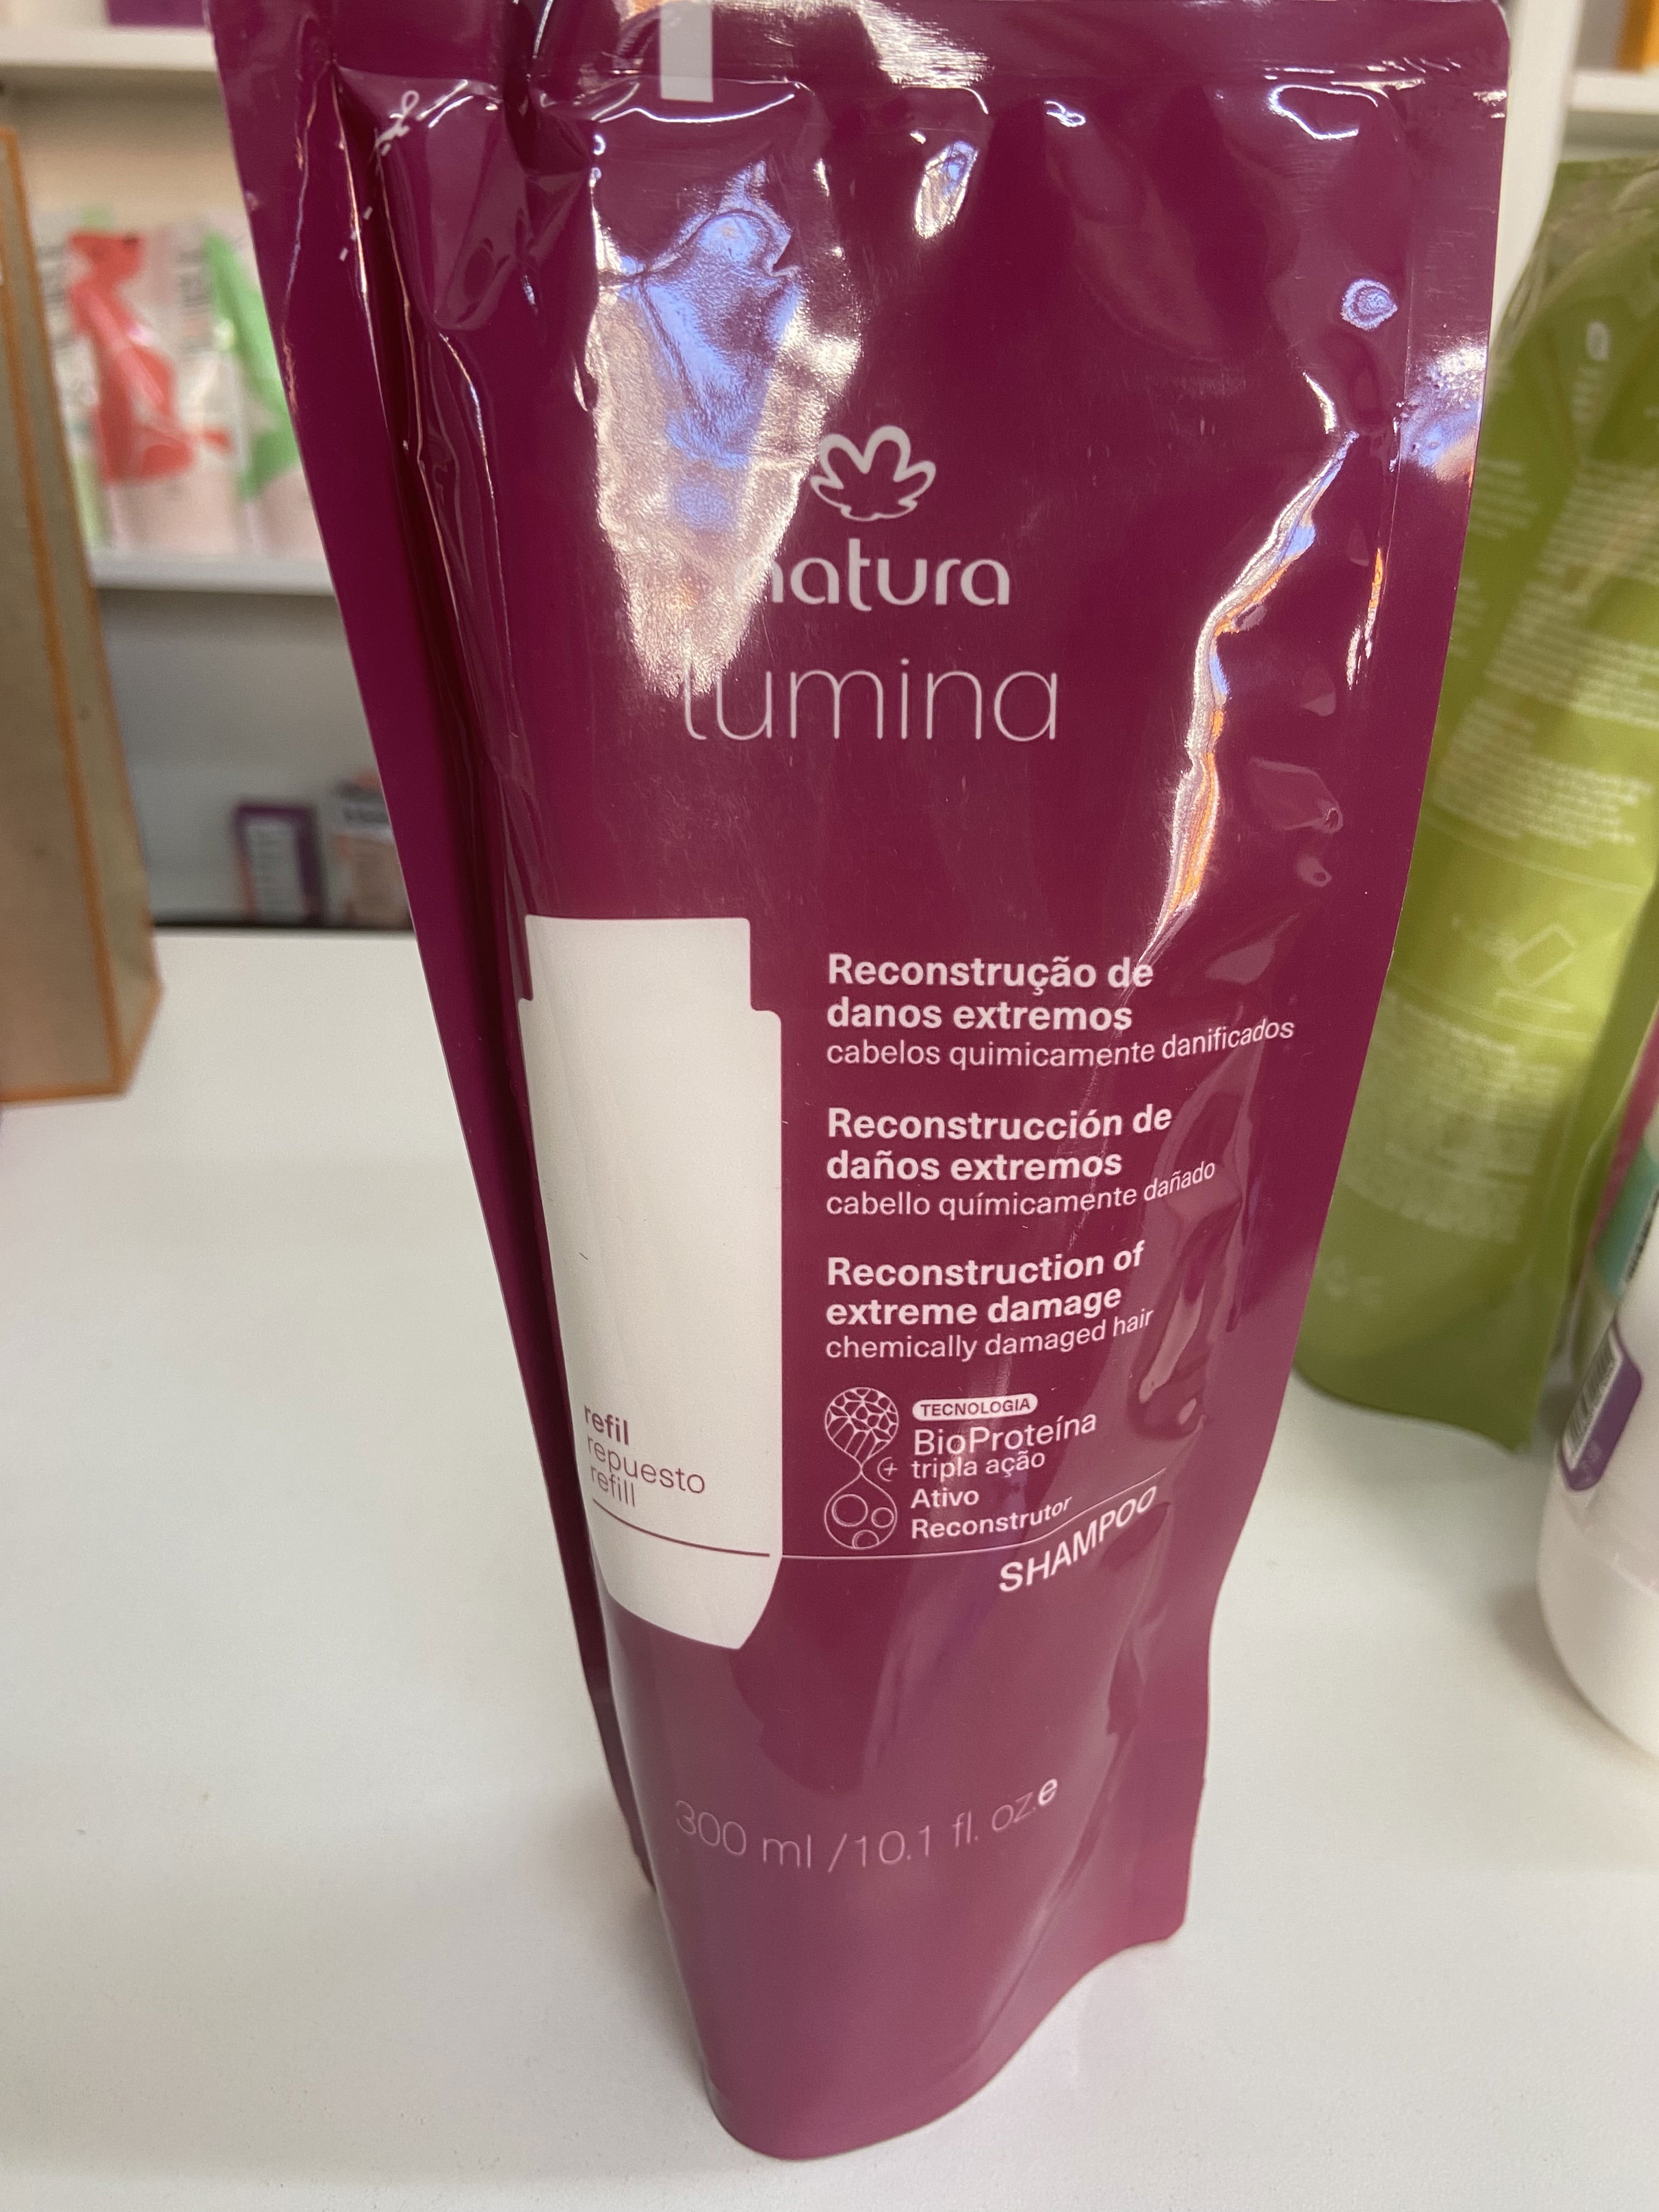 natura
lumina
Reconstrução de
danos extremos
cabelos quimicamente danificados
Reconstrucción de
daños extremos
cabello químicamente dañado
Reconstruction of
extreme damage
chemically damaged hair
TECNOLOGIA
BioProteína
tripla ação
+
Ativo
Reconstrutor
SHAMPOO
refil
repuesto
refill
300 ml / 10.1 fl. oz.e